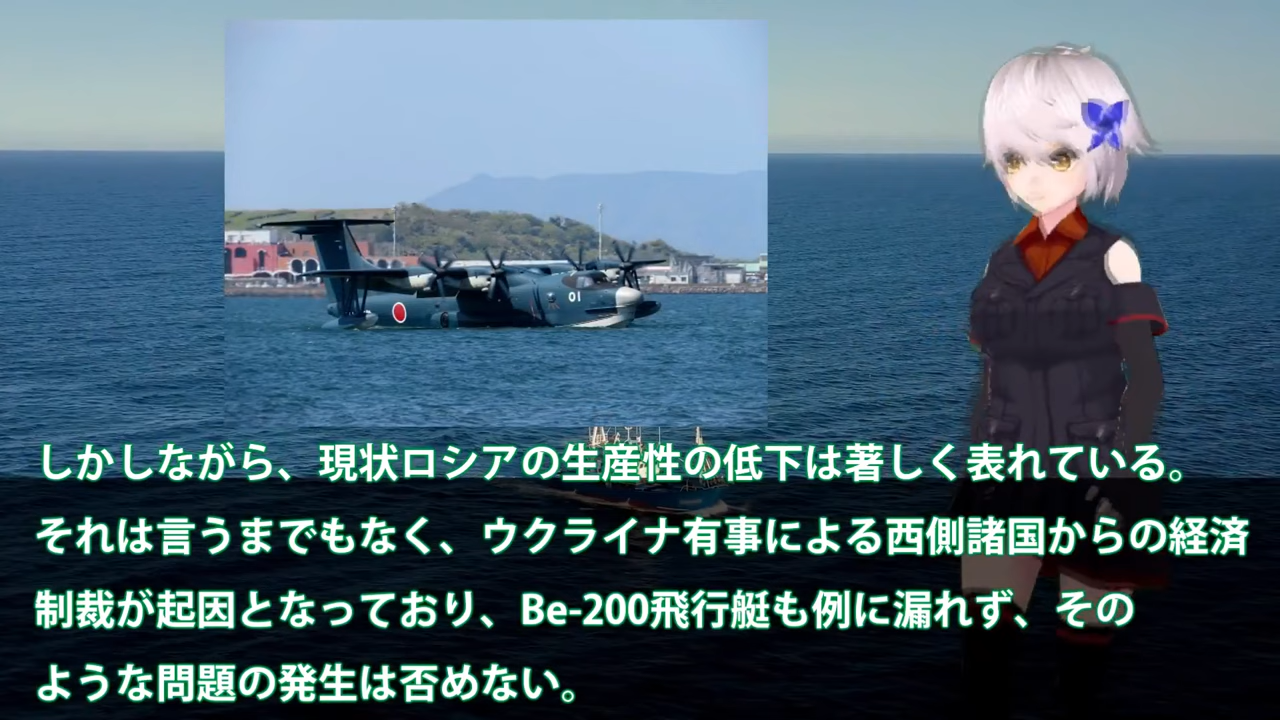 01
しかしながら、現状ロシアの生産性の低下は著しく表れている。
それは言うまでもなく、ウクライナ有事による西側諸国からの経済
制裁が起因となっており、Be-200飛行艇も例に漏れず、その
ような問題の発生は否めない。